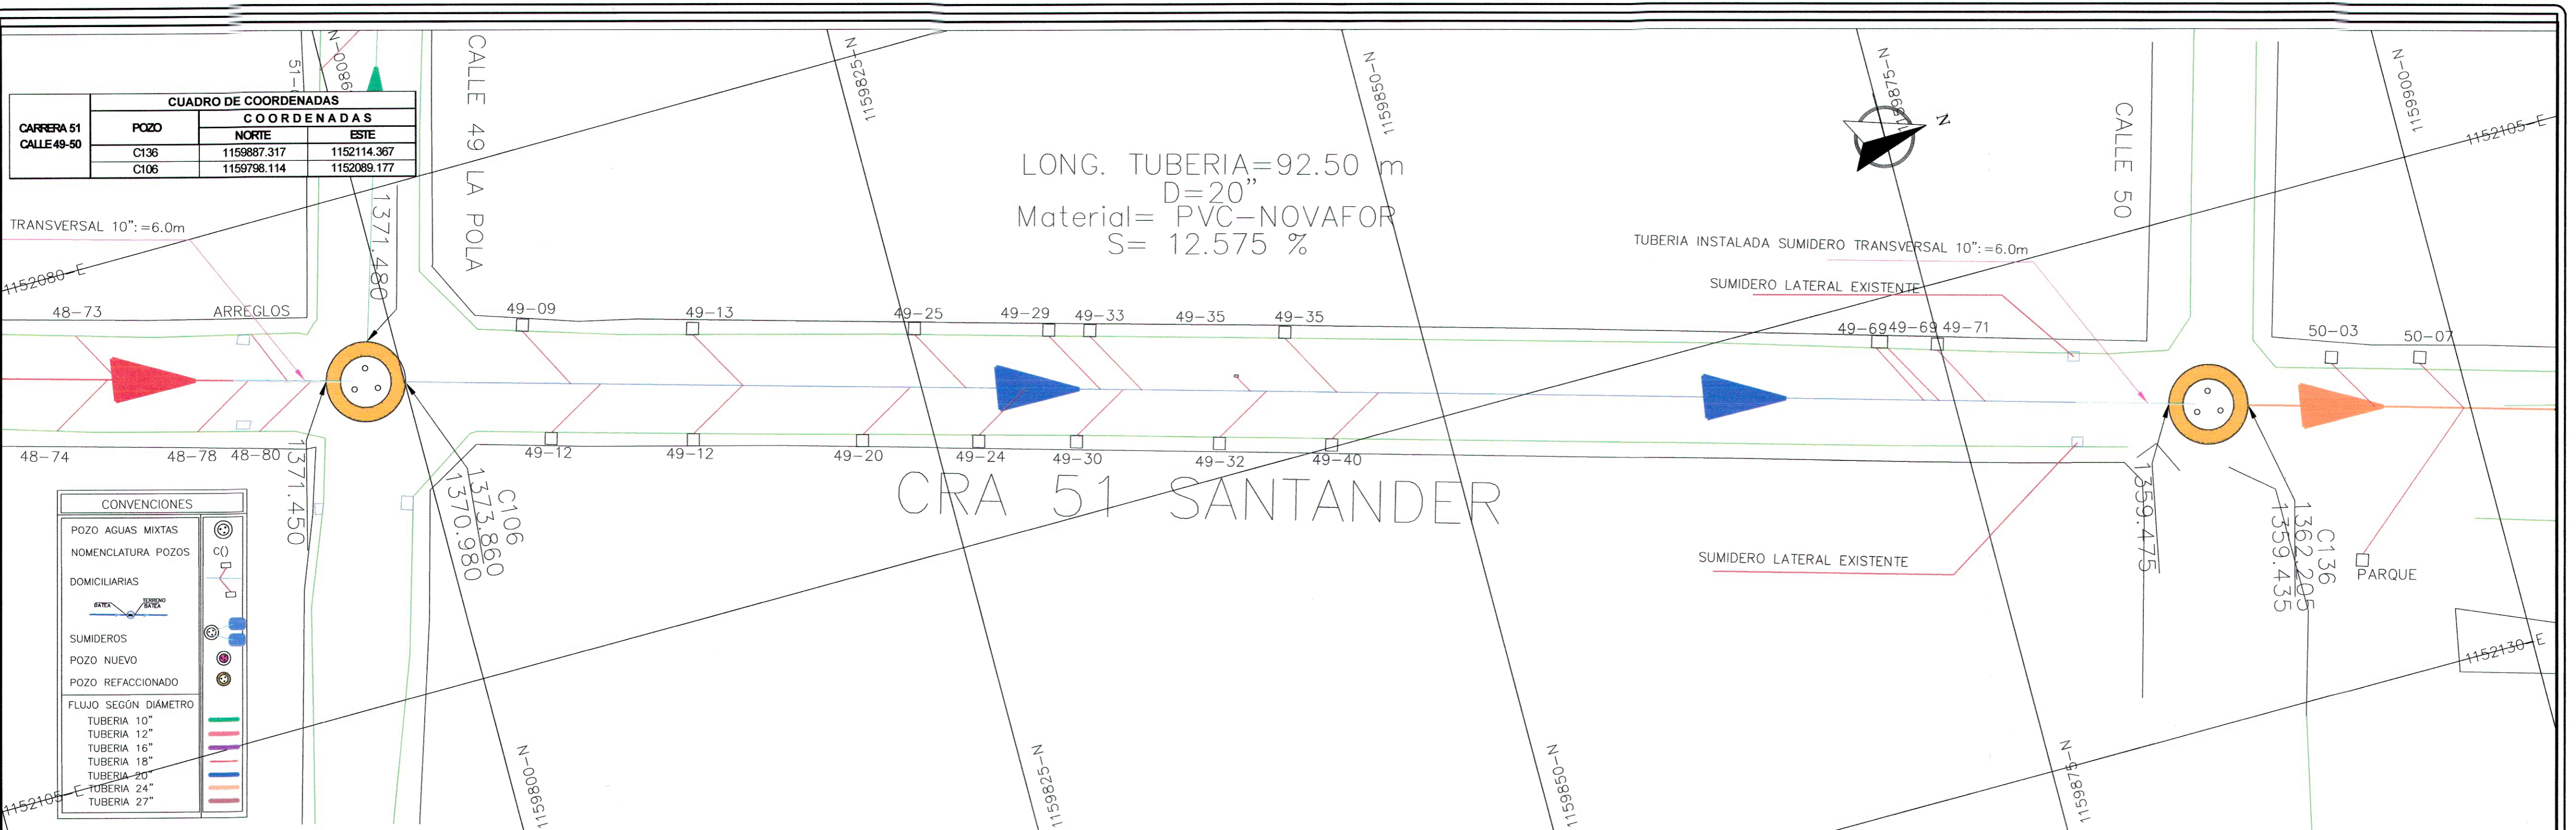 CUADRO DE COORDENADAS
CARRERA 51
CALLE 49-50
POZO
COORDENADAS
NORTE
ESTE
C136
1159887.317
1152114.367
C106
1159798.114
1152089.177
CALLE 49 LA POLA
1159825-N
1159850-N
1159875-N
1159900-N
N
CALLE 50
1152105-E
LONG. TUBERIA=92.50 m
D=20"
Material= PVC-NOVAFOR
S= 12.575 %
TRANSVERSAL 10":=6.0m
1152080-E
1371.480
TUBERIA INSTALADA SUMIDERO TRANSVERSAL 10":=6.0m
SUMIDERO LATERAL EXISTENTE
48-73
ARREGLOS
49-09
49-13
49-25
49-29
49-33
49-35
49-35
49-69
49-69
49-71
50-03
50-07
48-74
48-78
48-80
49-12
49-12
49-20
49-24
49-30
49-32
49-40
1371.450
C106
1373.860
1370.980
CRA 51 SANTANDER
1359.475
C136
1362.205
1359.435
SUMIDERO LATERAL EXISTENTE
PARQUE
1152130-E
CONVENCIONES
POZO AGUAS MIXTAS
NOMENCLATURA POZOS
C()
DOMICILIARIAS
BATEA
TERRENO
BATEA
SUMIDEROS
POZO NUEVO
POZO REFACCIONADO
FLUJO SEGÚN DIÁMETRO
TUBERIA 10"
TUBERIA 12"
TUBERIA 16"
TUBERIA 18"
TUBERIA 20"
TUBERIA 24"
TUBERIA 27"
1152105-E
1159800-N
1159825-N
1159850-N
1159875-N